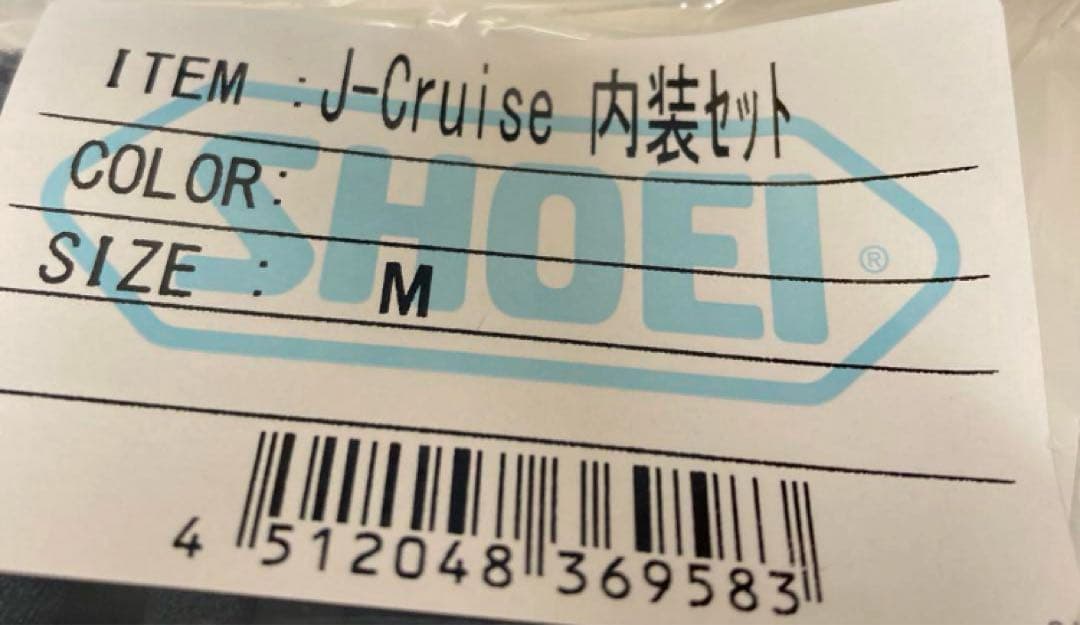 ITEM : J-Cruise 内装ｾｯﾄ
COLOR:
SIZE : M
SHOEI ®
4 512048 369583